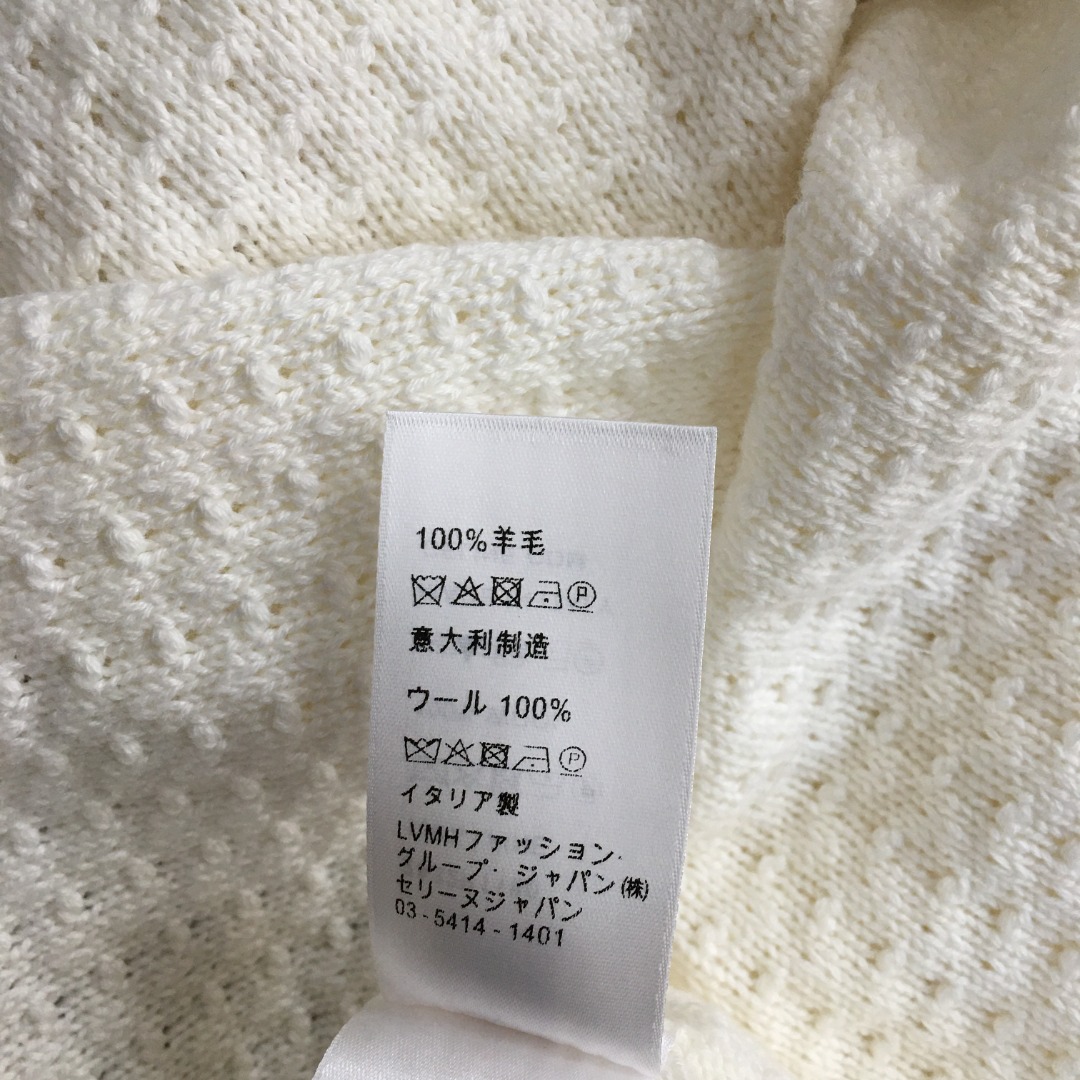 100%羊毛
P
意大利制造
ウール 100%
P
イタリア製
LVMHファッション・
グループ・ジャパン(株)
セリーヌジャパン
03-5414-1401